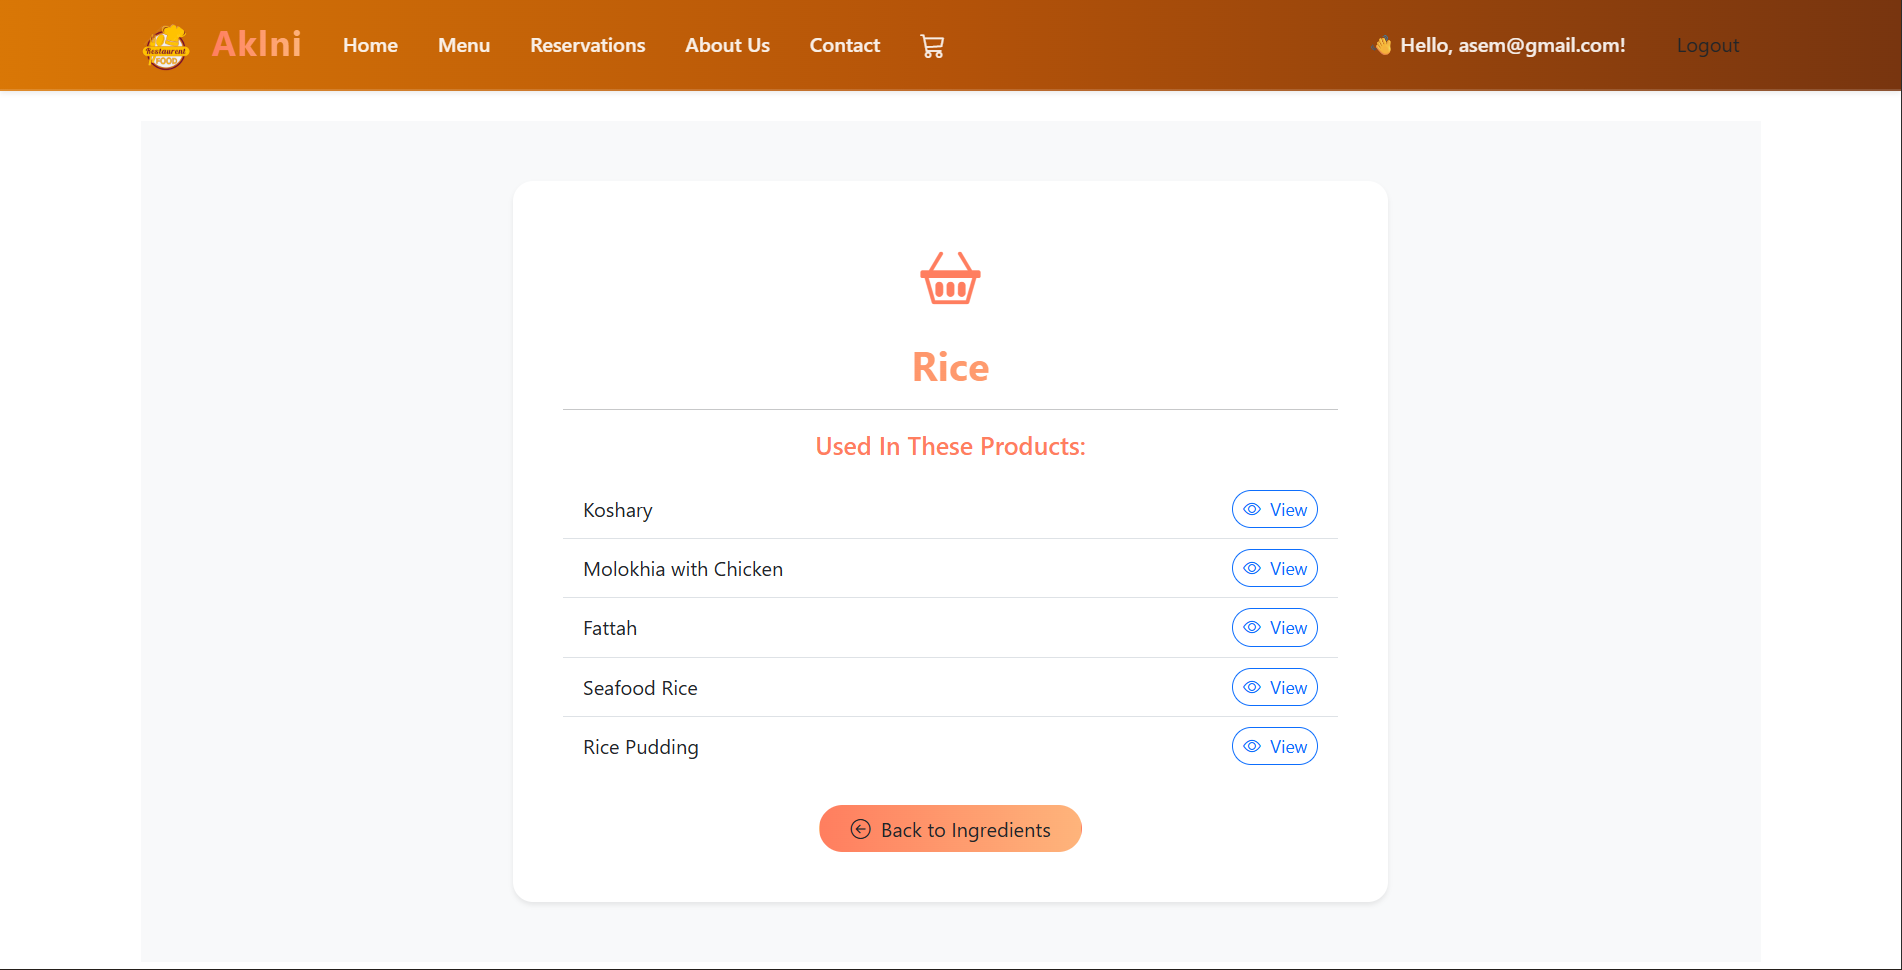 Restaurent
FOOD
Aklni
Home
Menu
Reservations
About Us
Contact
👋 Hello, asem@gmail.com!
Logout
Rice
Used In These Products:
Koshary
View
Molokhia with Chicken
View
Fattah
View
Seafood Rice
View
Rice Pudding
View
Back to Ingredients